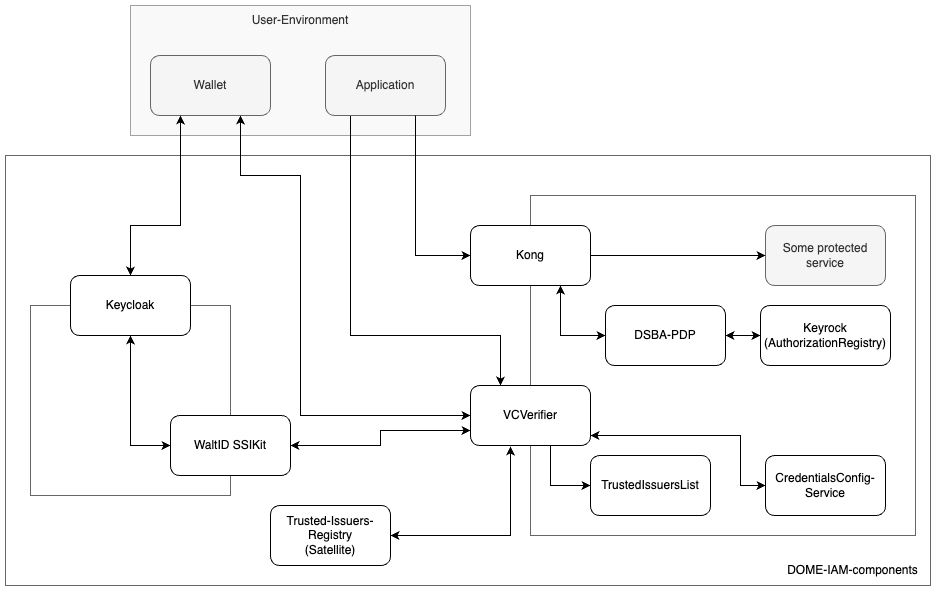 User-Environment
Wallet
Application
Kong
Some protected
service
Keycloak
DSBA-PDP
Keyrock
(AuthorizationRegistry)
VCVerifier
WaltID SSIKit
TrustedIssuersList
CredentialsConfig-
Service
Trusted-Issuers-
Registry
(Satellite)
DOME-IAM-components